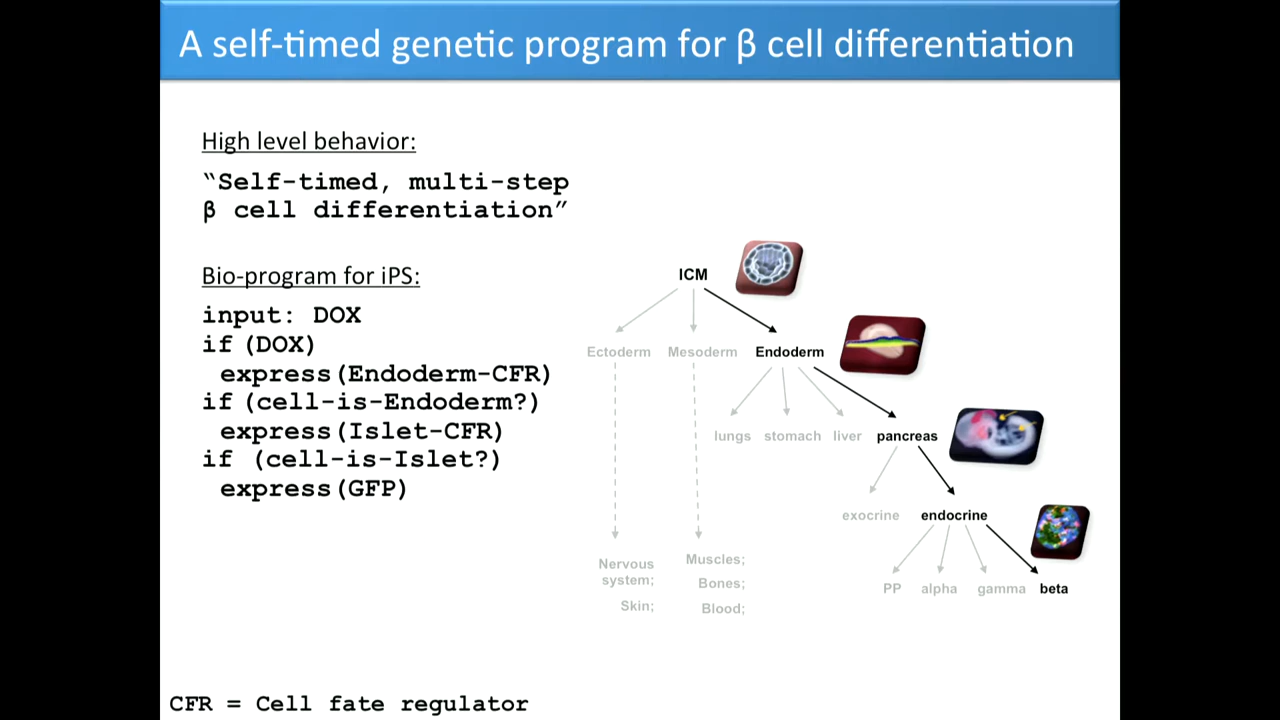 A self-timed genetic program for β cell differentiation
High level behavior:
“Self-timed, multi-step
β cell differentiation”
Bio-program for iPS:
input: DOX
if (DOX)
express(Endoderm-CFR)
if (cell-is-Endoderm?)
express(Islet-CFR)
if (cell-is-Islet?)
express(GFP)
ICM
Ectoderm Mesoderm Endoderm
lungs stomach liver pancreas
exocrine endocrine
Nervous
system;
Skin;
Muscles;
Bones;
Blood;
PP alpha gamma beta
CFR = Cell fate regulator